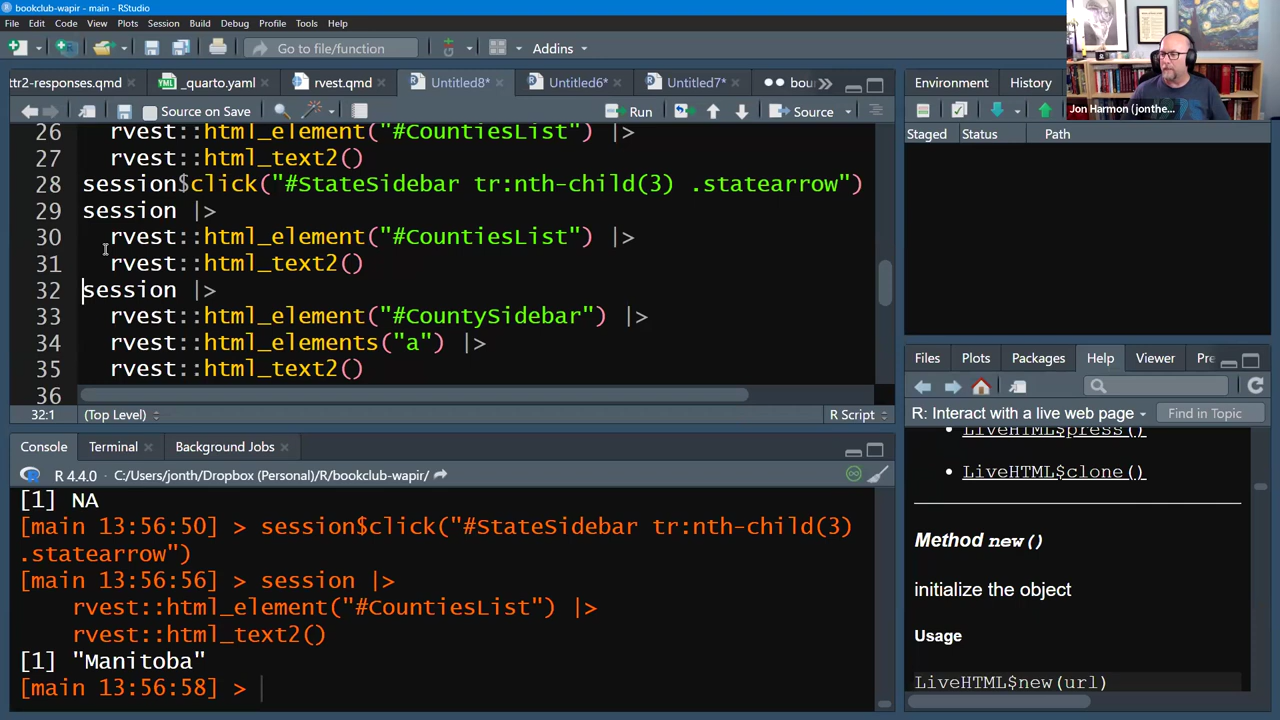 bookclub-wapir - main - RStudio
File Edit Code View Plots Session Build Debug Profile Tools Help
Go to file/function Addins
ttr2-responses.qmd _quarto.yaml rvest.qmd Untitled8* Untitled6* Untitled7* bou
Source on Save Run Source
26 rvest::html_element("#CountiesList") |>
27 rvest::html_text2()
28 session$click("#StateSidebar tr:nth-child(3) .statearrow")
29 session |>
30 rvest::html_element("#CountiesList") |>
31 rvest::html_text2()
32 session |>
33 rvest::html_element("#CountySidebar") |>
34 rvest::html_elements("a") |>
35 rvest::html_text2()
36
32:1 (Top Level) R Script
Console Terminal Background Jobs
R 4.4.0 · C:/Users/jonth/Dropbox (Personal)/R/bookclub-wapir/
[1] NA
[main 13:56:50] > session$click("#StateSidebar tr:nth-child(3)
.statearrow")
[main 13:56:56] > session |>
rvest::html_element("#CountiesList") |>
rvest::html_text2()
[1] "Manitoba"
[main 13:56:58] >
Jon Harmon (jonthe...
Environment History
Staged Status Path
Files Plots Packages Help Viewer Pr
R: Interact with a live web page Find in Topic
LiveHTML$press()
LiveHTML$clone()
Method new()
initialize the object
Usage
LiveHTML$new(url)